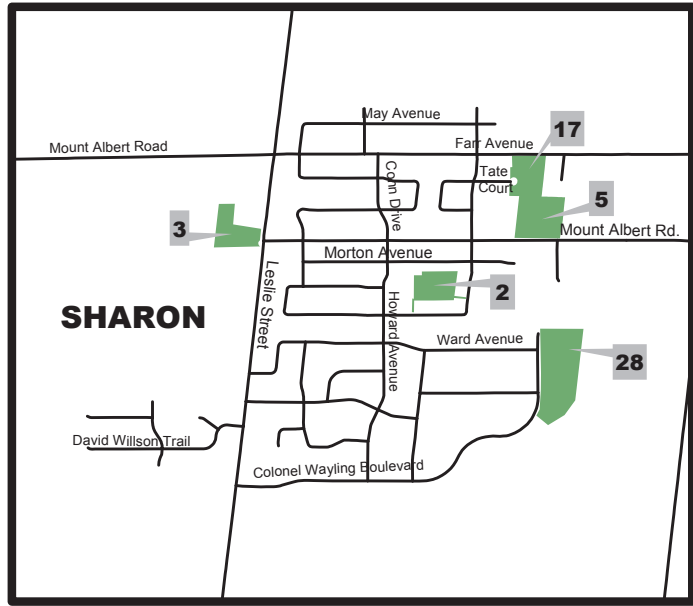 May Avenue
Mount Albert Road
Farr Avenue
17
Tate
Court
Conn Drive
5
3
Mount Albert Rd.
Morton Avenue
Leslie Street
2
SHARON
Howard Avenue
Ward Avenue
28
David Willson Trail
Colonel Wayling Boulevard